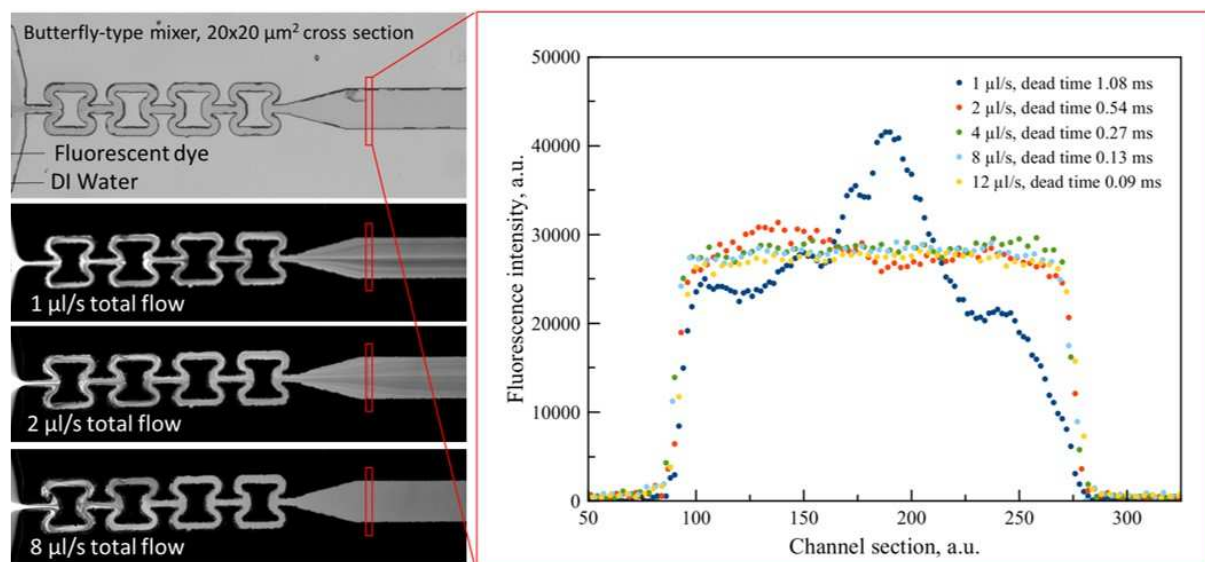 Butterfly-type mixer, 20x20 µm² cross section
Fluorescent dye
DI Water
1 µl/s total flow
2 µl/s total flow
8 µl/s total flow
50000
40000
30000
20000
10000
0
Fluorescence intensity, a.u.
1 µl/s, dead time 1.08 ms
2 µl/s, dead time 0.54 ms
4 µl/s, dead time 0.27 ms
8 µl/s, dead time 0.13 ms
12 µl/s, dead time 0.09 ms
50 100 150 200 250 300
Channel section, a.u.